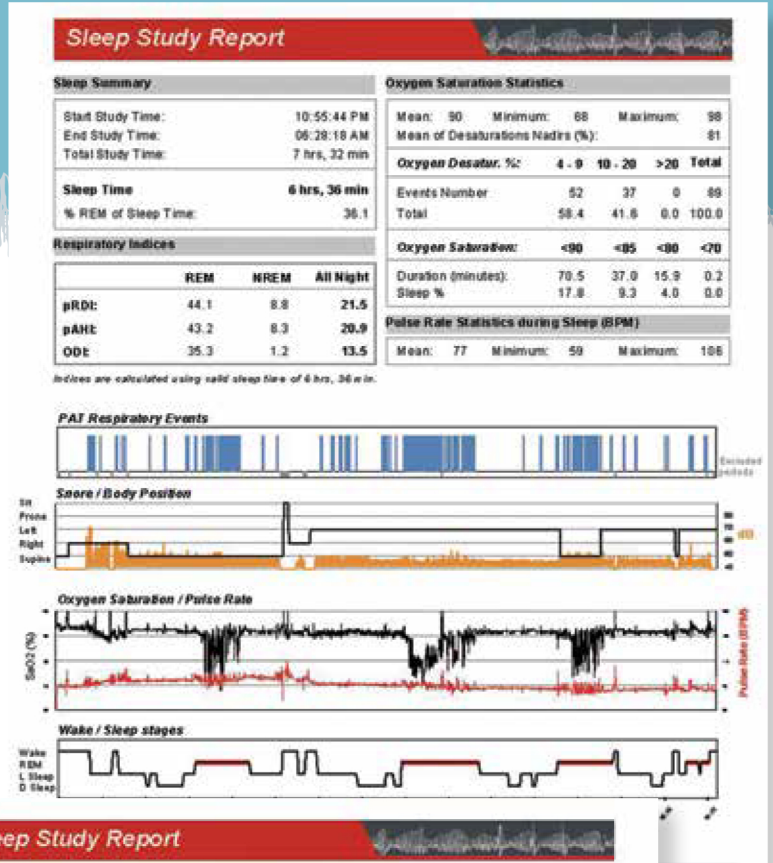 Sleep Study Report
Sleep Summary
Start Study Time: 10:55:44 PM
End Study Time: 06:28:18 AM
Total Study Time: 7 hrs, 32 min
Sleep Time 6 hrs, 36 min
% REM of Sleep Time: 36.1
Respiratory Indices
REM NREM All Night
pRDI: 44.1 8.8 21.5
pAHI: 43.2 8.3 20.9
ODI: 35.3 1.2 13.5
Indices are calculated using valid sleep time of 6 hrs, 36 min.
Oxygen Saturation Statistics
Mean: 90 Minimum: 68 Maximum: 98
Mean of Desaturations Nadirs (%): 81
Oxygen Desatur. %: 4 - 9 10 - 20 >20 Total
Events Number 52 37 0 89
Total 58.4 41.6 0.0 100.0
Oxygen Saturation: <90 <85 <80 <70
Duration (minutes): 70.5 37.0 15.9 0.2
Sleep % 17.8 9.3 4.0 0.0
Pulse Rate Statistics during Sleep (BPM)
Mean: 77 Minimum: 59 Maximum: 106
PAT Respiratory Events
Excluded
periods
Snore / Body Position
Sit
Prone
Left
Right
Supine
dB
Oxygen Saturation / Pulse Rate
SaO2 (%)
Pulse Rate (BPM)
Wake / Sleep stages
Wake
REM
L Sleep
D Sleep
eep Study Report